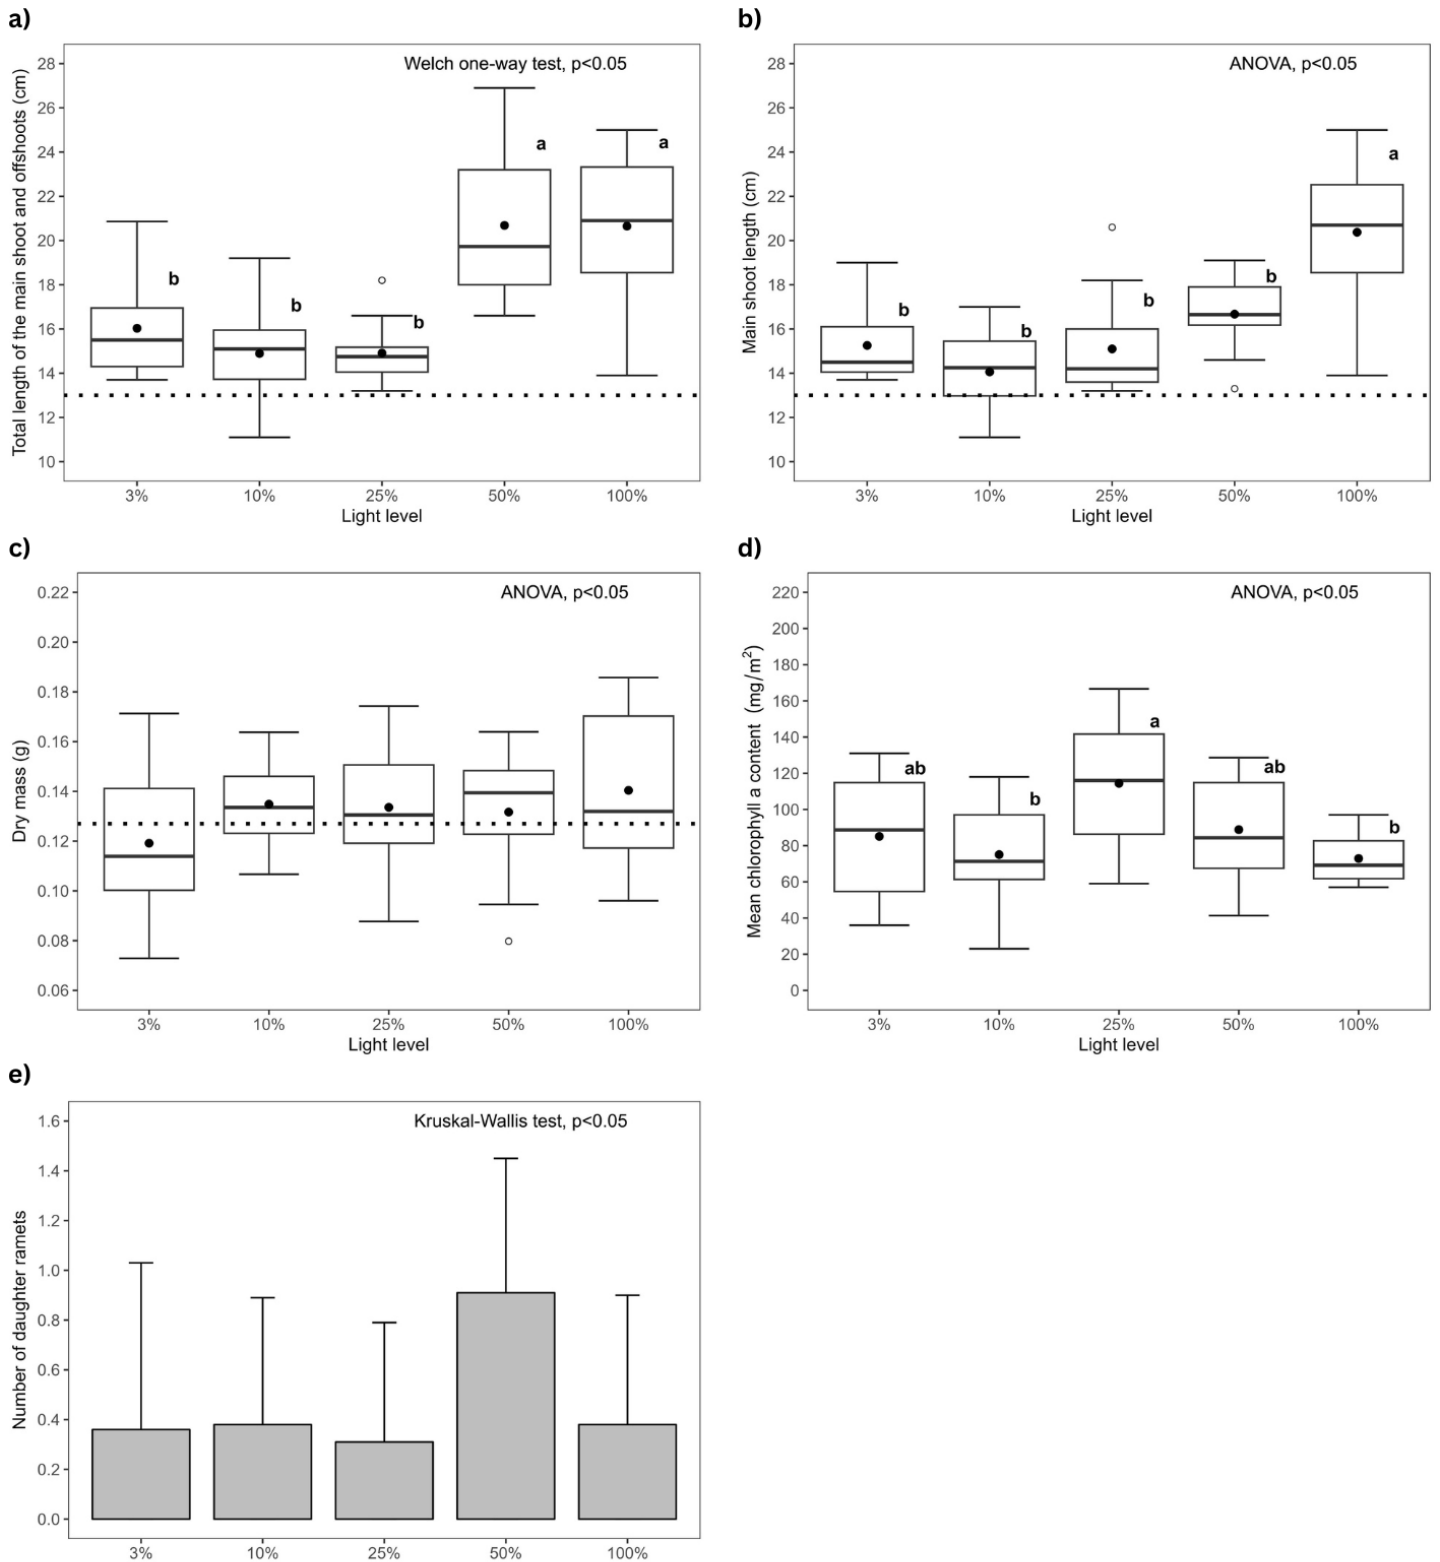 a)
Welch one-way test, p<0.05
Total length of the main shoot and offshoots (cm)
28
26
24
22
20
18
16
14
12
10
b
b
b
a
a
3% 10% 25% 50% 100%
Light level
b)
ANOVA, p<0.05
Main shoot length (cm)
28
26
24
22
20
18
16
14
12
10
b
b
b
b
a
3% 10% 25% 50% 100%
Light level
c)
ANOVA, p<0.05
Dry mass (g)
0.22
0.20
0.18
0.16
0.14
0.12
0.10
0.08
0.06
3% 10% 25% 50% 100%
Light level
d)
ANOVA, p<0.05
Mean chlorophyll a content (mg/m²)
220
200
180
160
140
120
100
80
60
40
20
0
ab
b
a
ab
b
3% 10% 25% 50% 100%
Light level
e)
Kruskal-Wallis test, p<0.05
Number of daughter ramets
1.6
1.4
1.2
1.0
0.8
0.6
0.4
0.2
0.0
3% 10% 25% 50% 100%